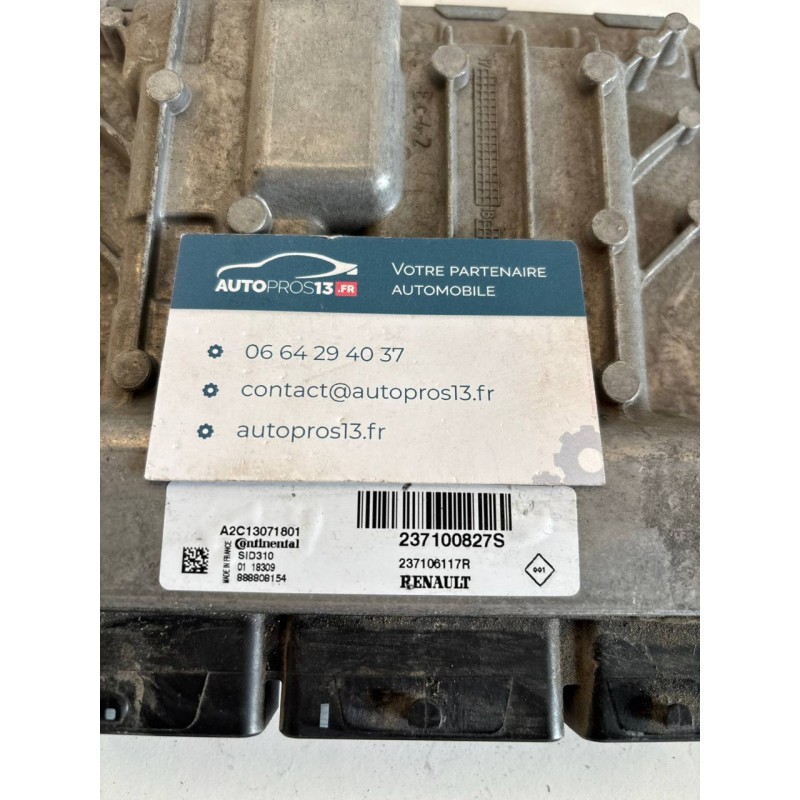 EC42
AUTOPROS13.FR
VOTRE PARTENAIRE
AUTOMOBILE
06 64 29 40 37
contact@autopros13.fr
autopros13.fr
A2C13071801
Continental
SID310
01 18309
888808154
MADE IN FRANCE
237100827S
237106117R
RENAULT
001